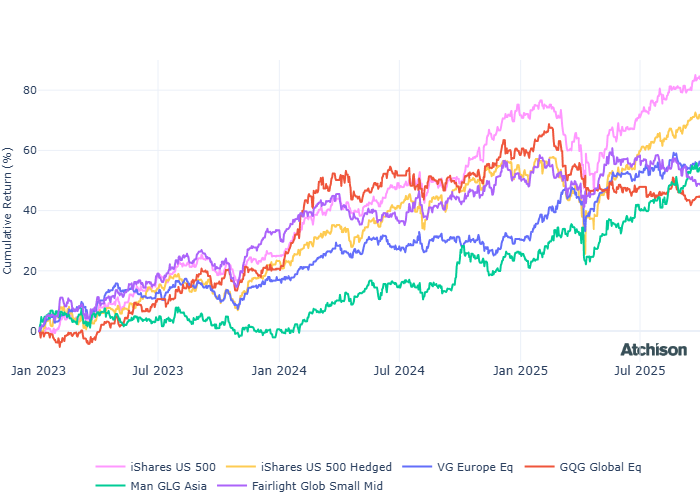 80
60
40
20
0
Cumulative Return (%)
Atchison
Jan 2023 Jul 2023 Jan 2024 Jul 2024 Jan 2025 Jul 2025
iShares US 500 iShares US 500 Hedged VG Europe Eq GQG Global Eq
Man GLG Asia Fairlight Glob Small Mid